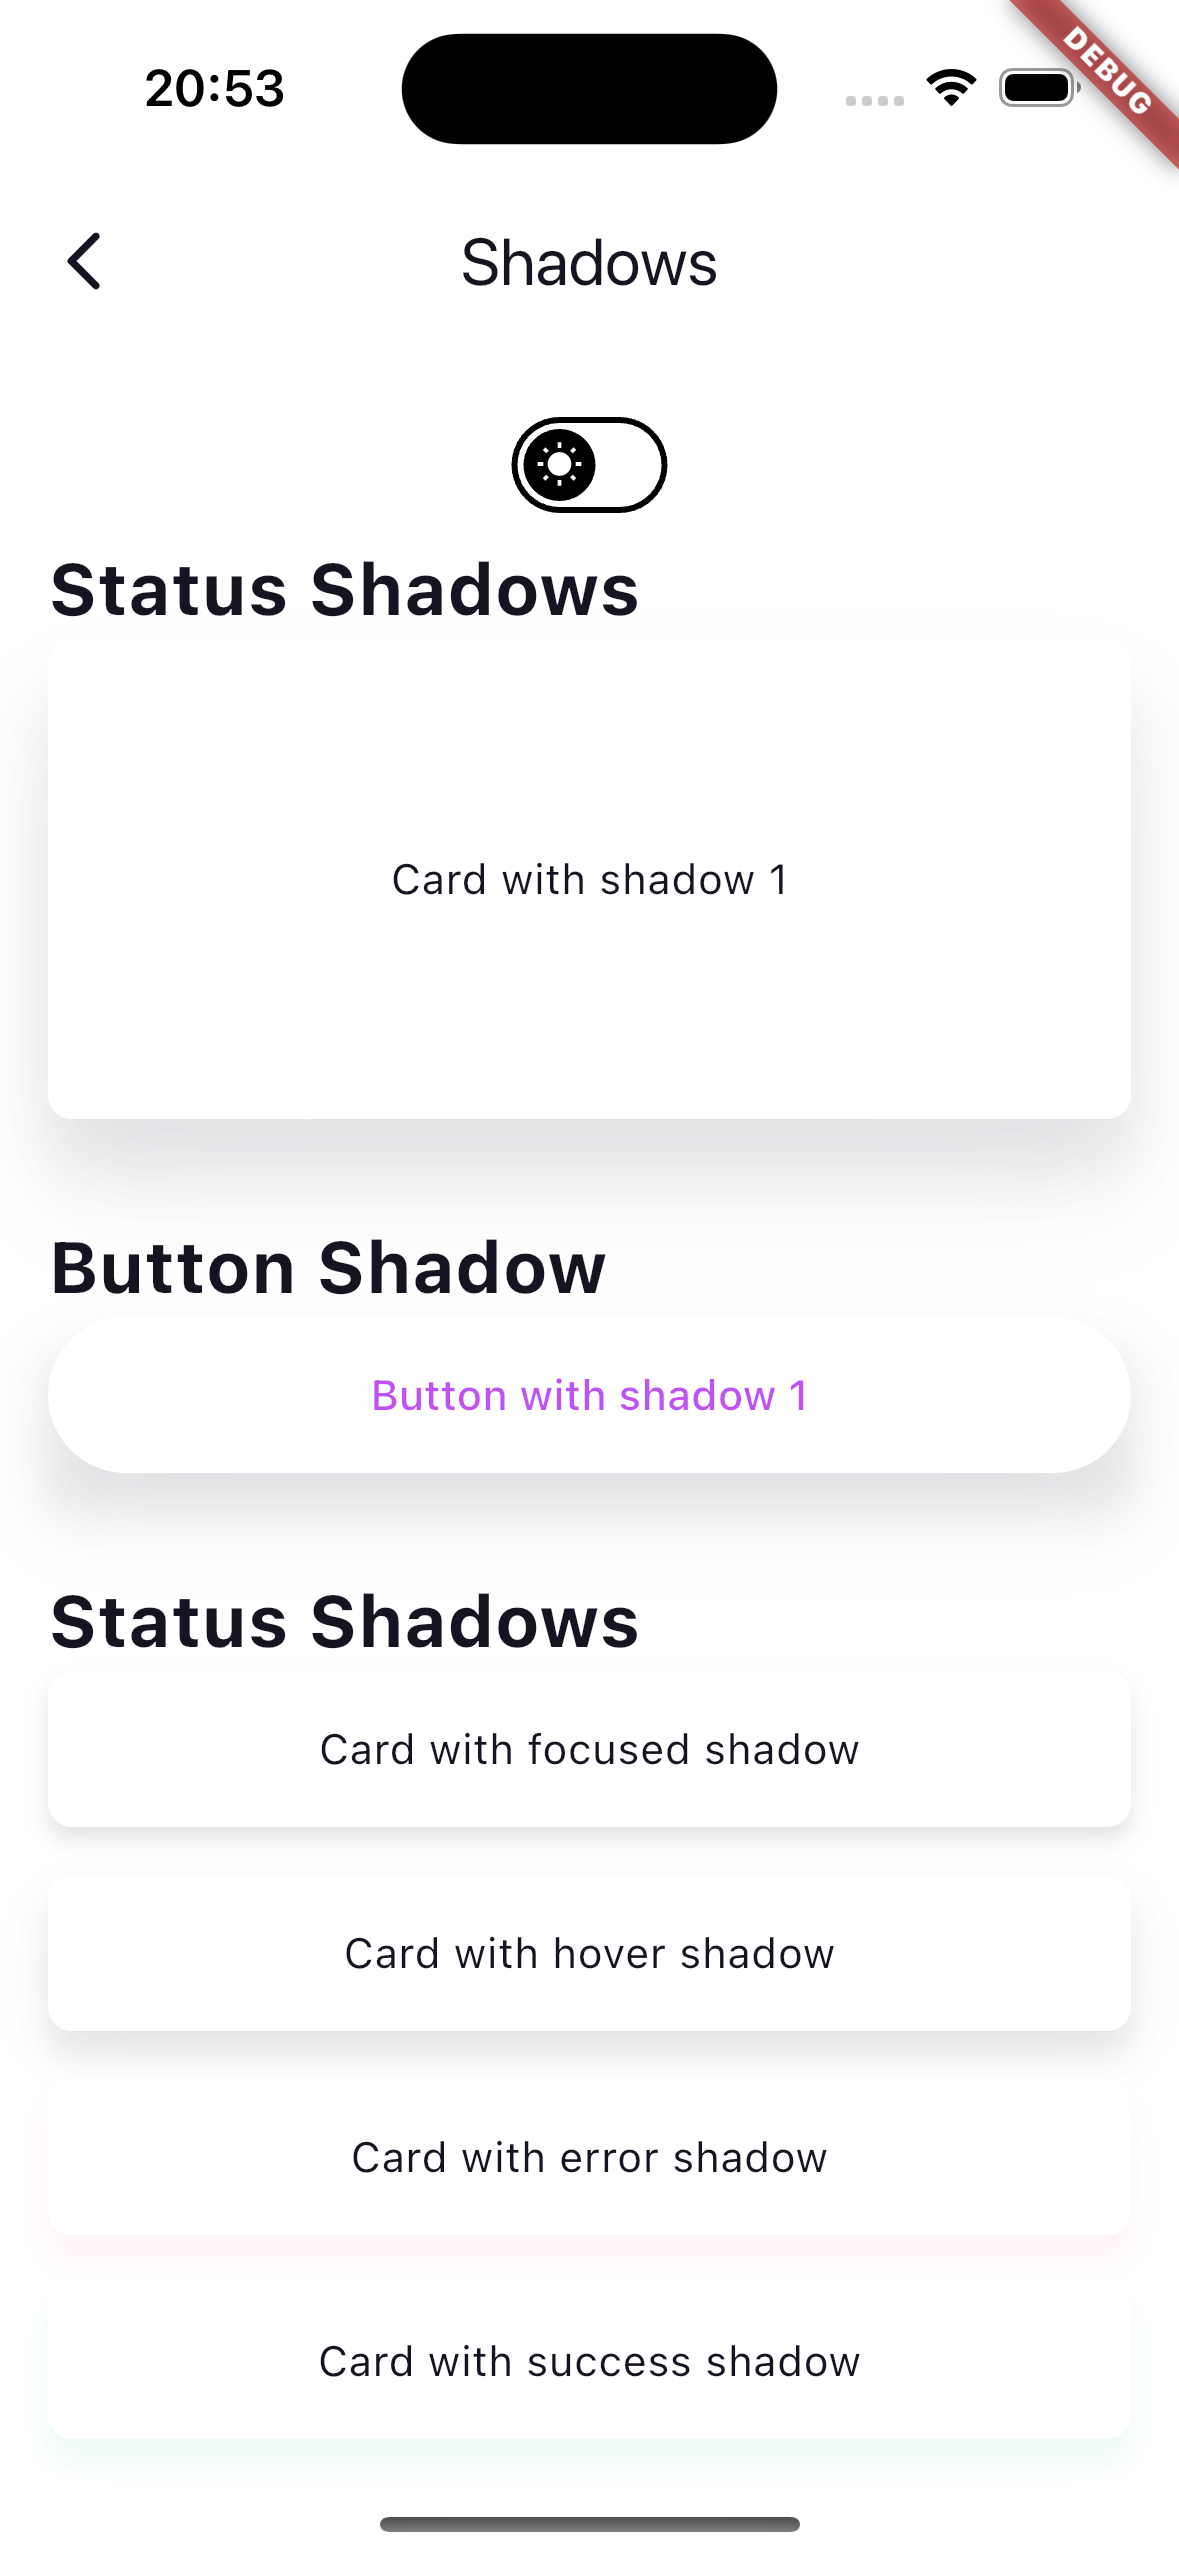 20:53
DEBUG
Shadows
Status Shadows
Card with shadow 1
Button Shadow
Button with shadow 1
Status Shadows
Card with focused shadow
Card with hover shadow
Card with error shadow
Card with success shadow